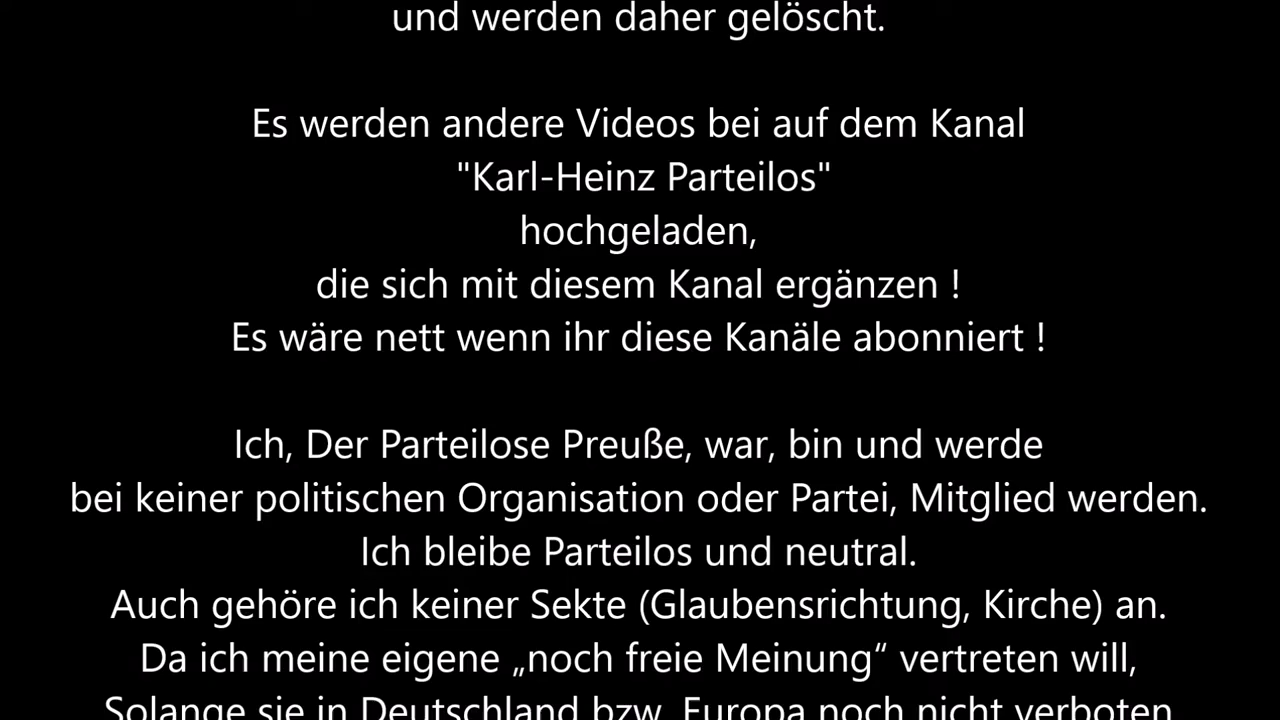 und werden daher gelöscht.
Es werden andere Videos bei auf dem Kanal
"Karl-Heinz Parteilos"
hochgeladen,
die sich mit diesem Kanal ergänzen !
Es wäre nett wenn ihr diese Kanäle abonniert !
Ich, Der Parteilose Preuße, war, bin und werde
bei keiner politischen Organisation oder Partei, Mitglied werden.
Ich bleibe Parteilos und neutral.
Auch gehöre ich keiner Sekte (Glaubensrichtung, Kirche) an.
Da ich meine eigene „noch freie Meinung“ vertreten will,
Solange sie in Deutschland bzw. Europa noch nicht verboten